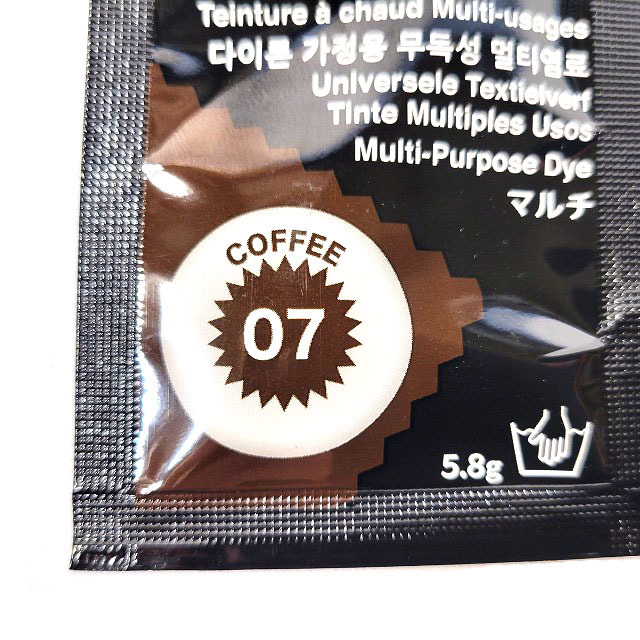 Teinture à chaud Multi-usages
다이론 가정용 무독성 멀티염료
Universele Textielverf
Tinte Multiples Usos
Multi-Purpose Dye
マルチ
COFFEE
07
5.8g